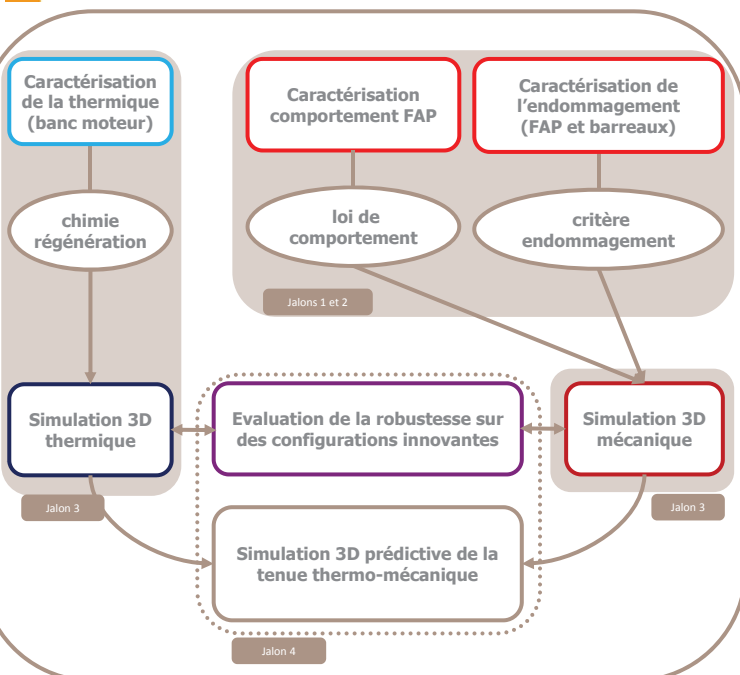 Caractérisation
de la thermique
(banc moteur)
Caractérisation
comportement FAP
Caractérisation de
l'endommagement
(FAP et barreaux)
chimie
régénération
loi de
comportement
critère
endommagement
Jalons 1 et 2
Simulation 3D
thermique
Evaluation de la robustesse sur
des configurations innovantes
Simulation 3D
mécanique
Jalon 3
Jalon 3
Simulation 3D prédictive de la
tenue thermo-mécanique
Jalon 4